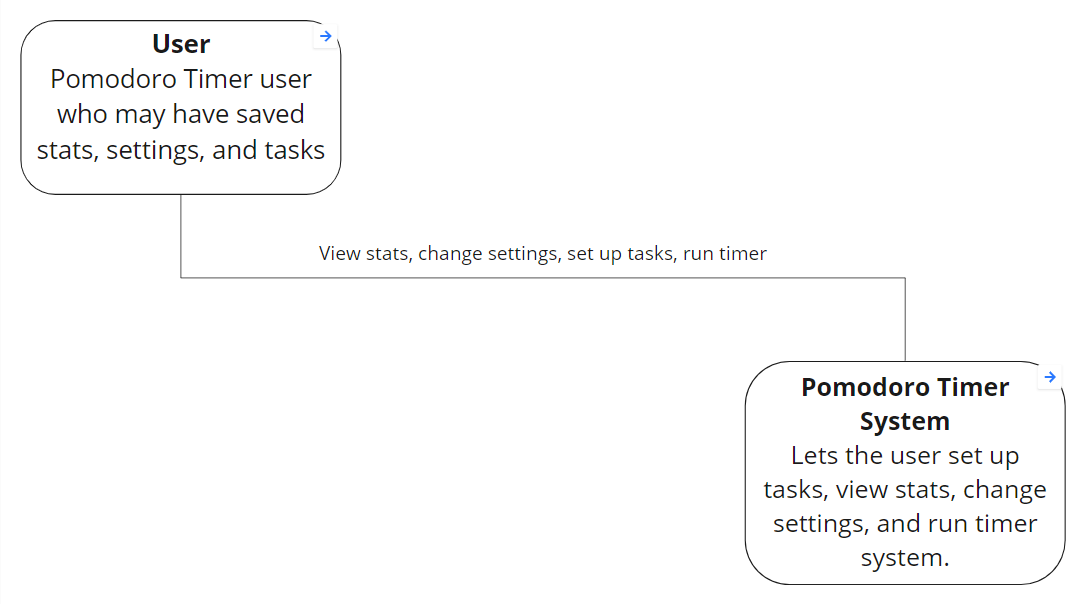 User
Pomodoro Timer user
who may have saved
stats, settings, and tasks
View stats, change settings, set up tasks, run timer
Pomodoro Timer
System
Lets the user set up
tasks, view stats, change
settings, and run timer
system.